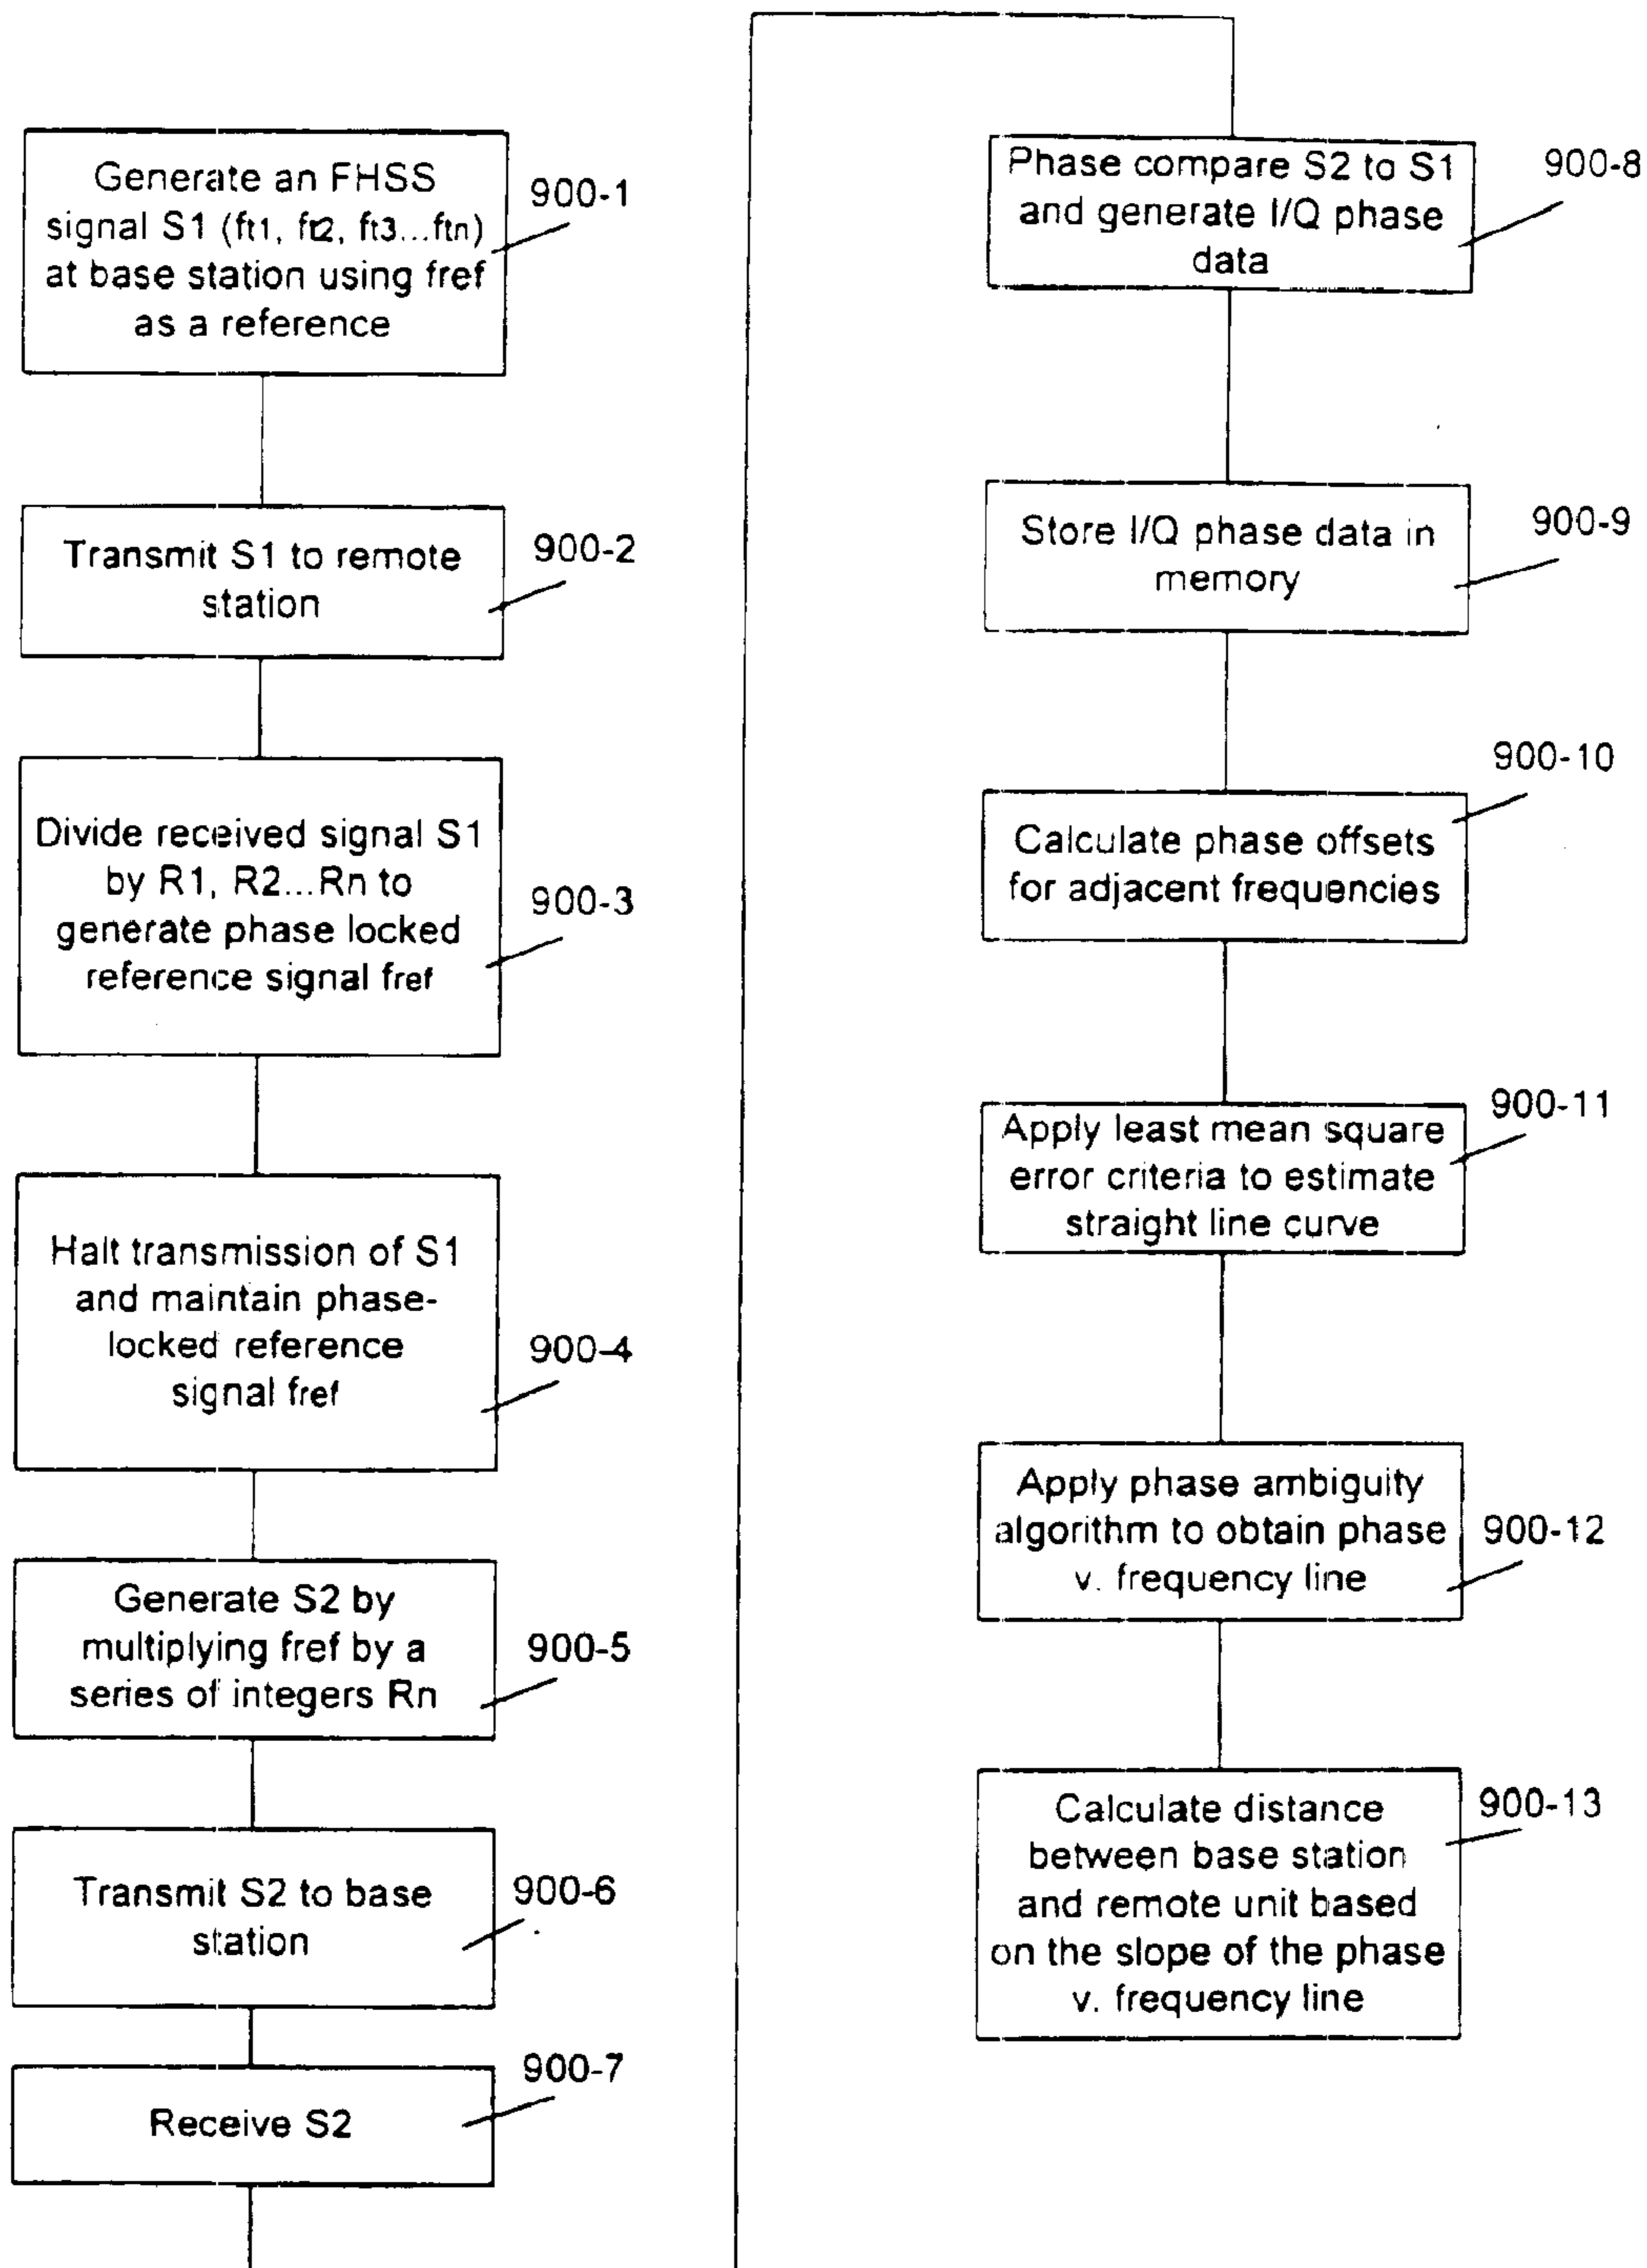 Generate an FHSS
signal S1 (ft1, ft2, ft3...ftn)
at base station using fref
as a reference
900-1
Transmit S1 to remote
station
900-2
Divide received signal S1
by R1, R2...Rn to
generate phase locked
reference signal fref
900-3
Halt transmission of S1
and maintain phase-
locked reference
signal fref
900-4
Generate S2 by
multiplying fref by a
series of integers Rn
900-5
Transmit S2 to base
station
900-6
Receive S2
900-7
Phase compare S2 to S1
and generate I/Q phase
data
900-8
Store I/Q phase data in
memory
900-9
Calculate phase offsets
for adjacent frequencies
900-10
Apply least mean square
error criteria to estimate
straight line curve
900-11
Apply phase ambiguity
algorithm to obtain phase
v. frequency line
900-12
Calculate distance
between base station
and remote unit based
on the slope of the phase
v. frequency line
900-13